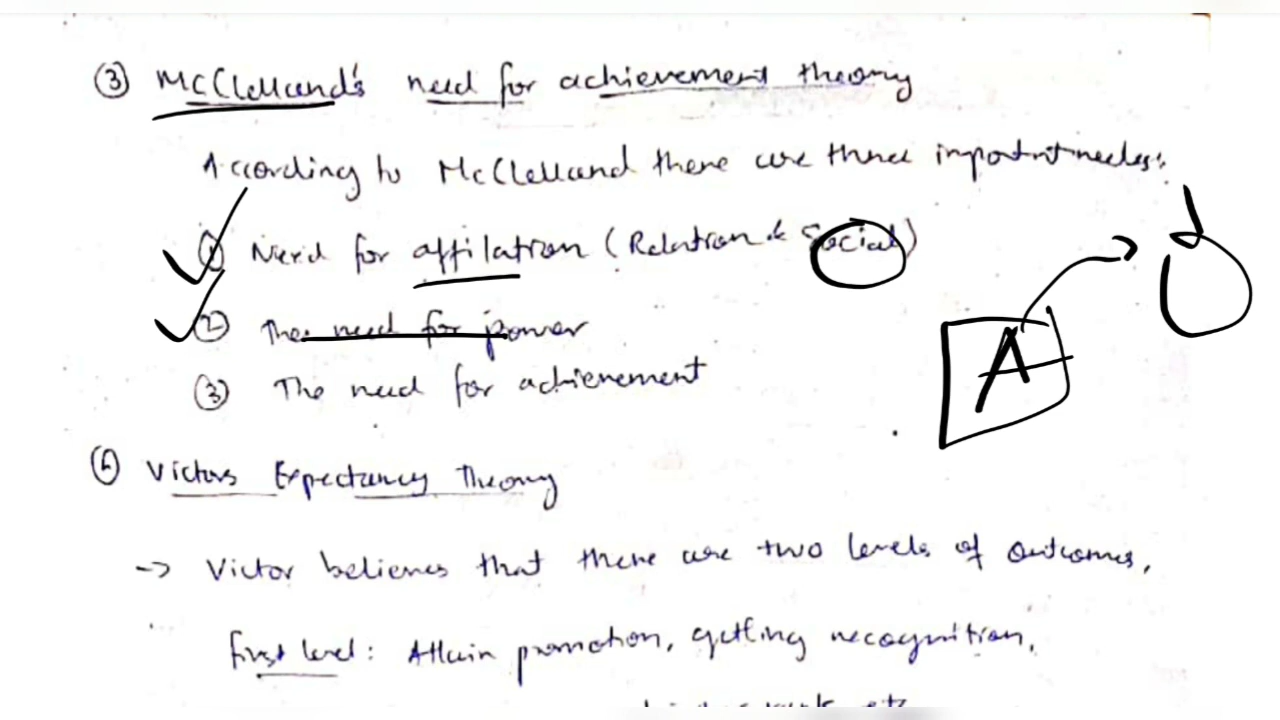 ③ McClelland's need for achievement theory
According to McClelland there are three important needs:
① Need for affilation (Relation & Social)
② The need for power
③ The need for achievement
A
⑥ Victors Expectancy Theory
→ Victor believes that there are two levels of outcomes,
first level: Attain promotion, getting recognition,
etc